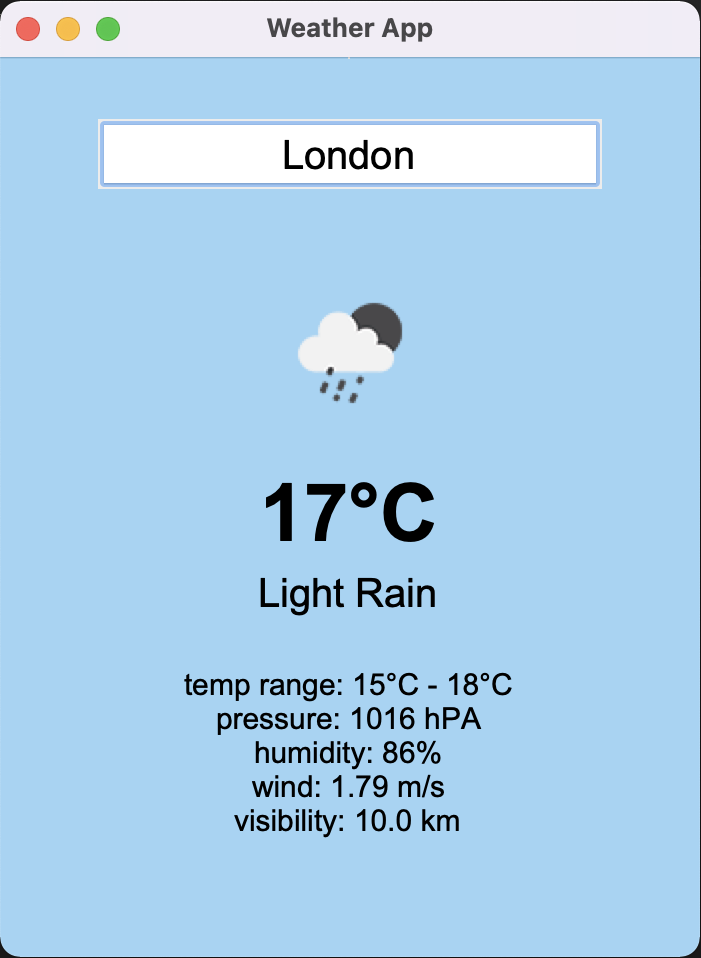 Weather App
London
17°C
Light Rain
temp range: 15°C - 18°C
pressure: 1016 hPA
humidity: 86%
wind: 1.79 m/s
visibility: 10.0 km